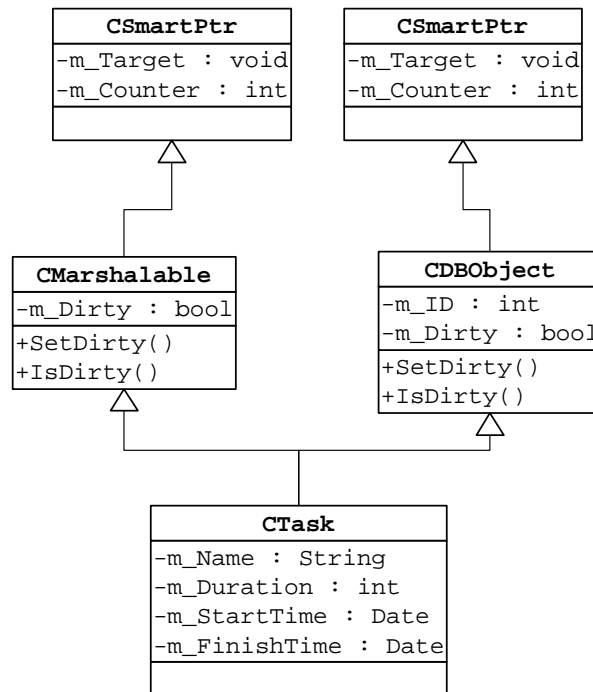 CSmartPtr
-m_Target : void
-m_Counter : int
CSmartPtr
-m_Target : void
-m_Counter : int
CMarshalable
-m_Dirty : bool
+SetDirty()
+IsDirty()
CDBObject
-m_ID : int
-m_Dirty : bool
+SetDirty()
+IsDirty()
CTask
-m_Name : String
-m_Duration : int
-m_StartTime : Date
-m_FinishTime : Date